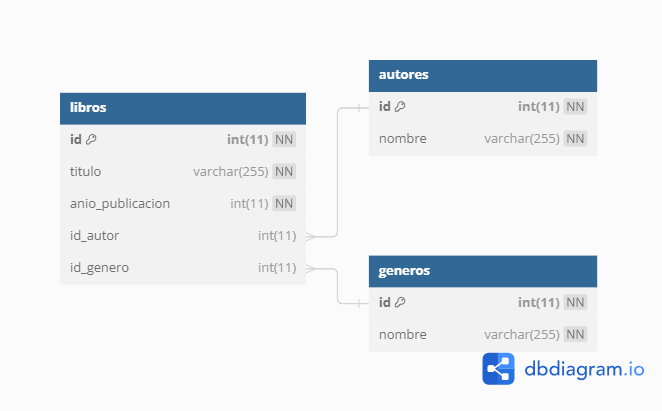 libros
id int(11) NN
titulo varchar(255) NN
anio_publicacion int(11) NN
id_autor int(11)
id_genero int(11)
autores
id int(11) NN
nombre varchar(255) NN
generos
id int(11) NN
nombre varchar(255) NN
dbdiagram.io